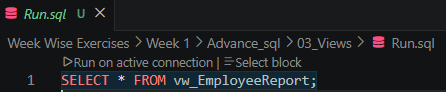 Run.sql U ×
Week Wise Exercises > Week 1 > Advance_sql > 03_Views > Run.sql
▷Run on active connection | ☰Select block
1 SELECT * FROM vw_EmployeeReport;